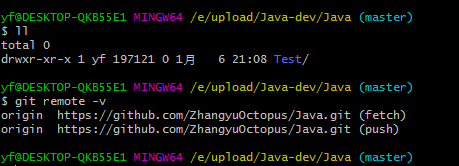 yf@DESKTOP-QKB55E1 MINGW64 /e/upload/Java-dev/Java (master)
$ ll
total 0
drwxr-xr-x 1 yf 197121 0 1月   6 21:08 Test/
yf@DESKTOP-QKB55E1 MINGW64 /e/upload/Java-dev/Java (master)
$ git remote -v
origin  https://github.com/ZhangyuOctopus/Java.git (fetch)
origin  https://github.com/ZhangyuOctopus/Java.git (push)
yf@DESKTOP-QKB55E1 MINGW64 /e/upload/Java-dev/Java (master)